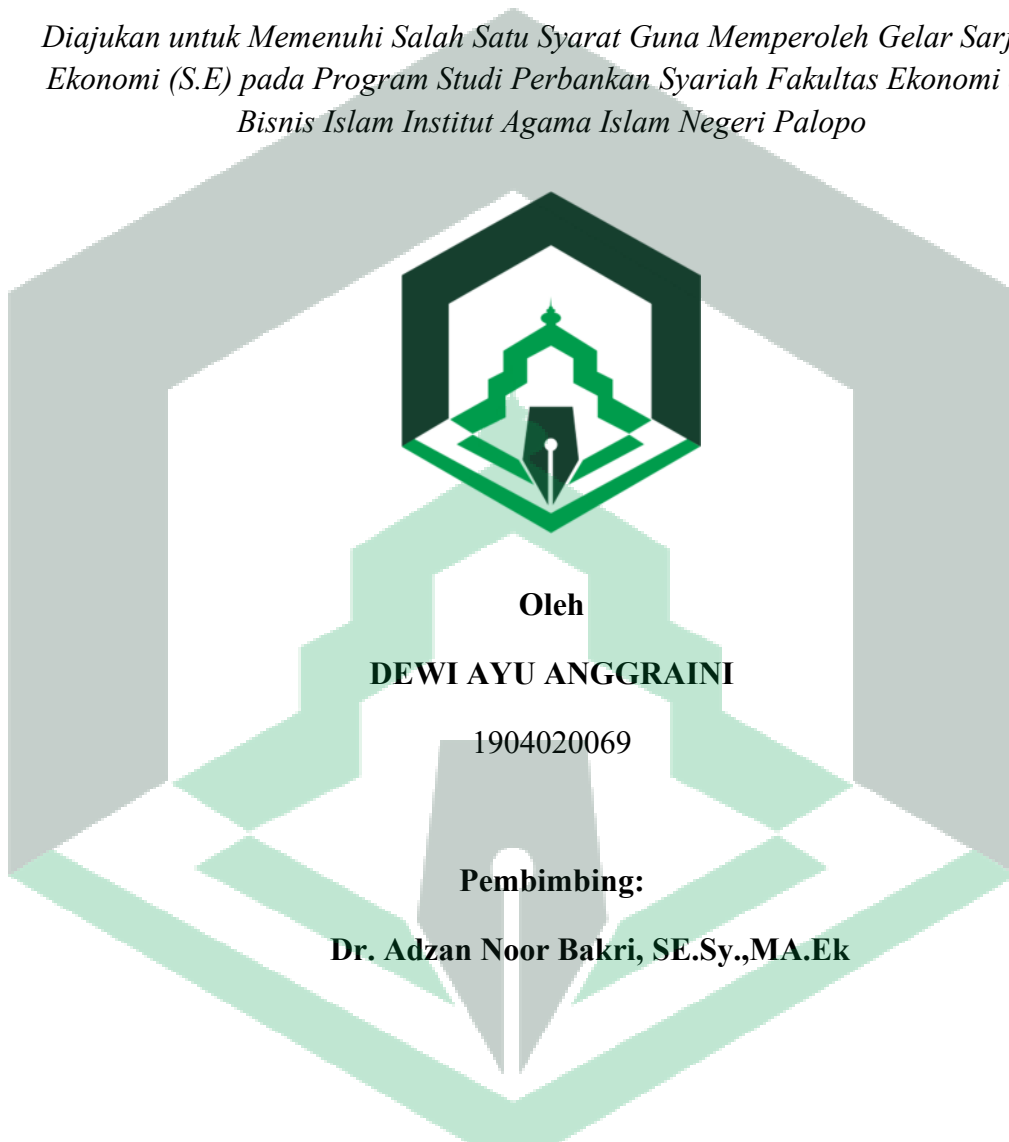 Diajukan untuk Memenuhi Salah Satu Syarat Guna Memperoleh Gelar Sarj
Ekonomi (S.E) pada Program Studi Perbankan Syariah Fakultas Ekonomi
Bisnis Islam Institut Agama Islam Negeri Palopo
Oleh
DEWI AYU ANGGRAINI
1904020069
Pembimbing:
Dr. Adzan Noor Bakri, SE.Sy.,MA.Ek